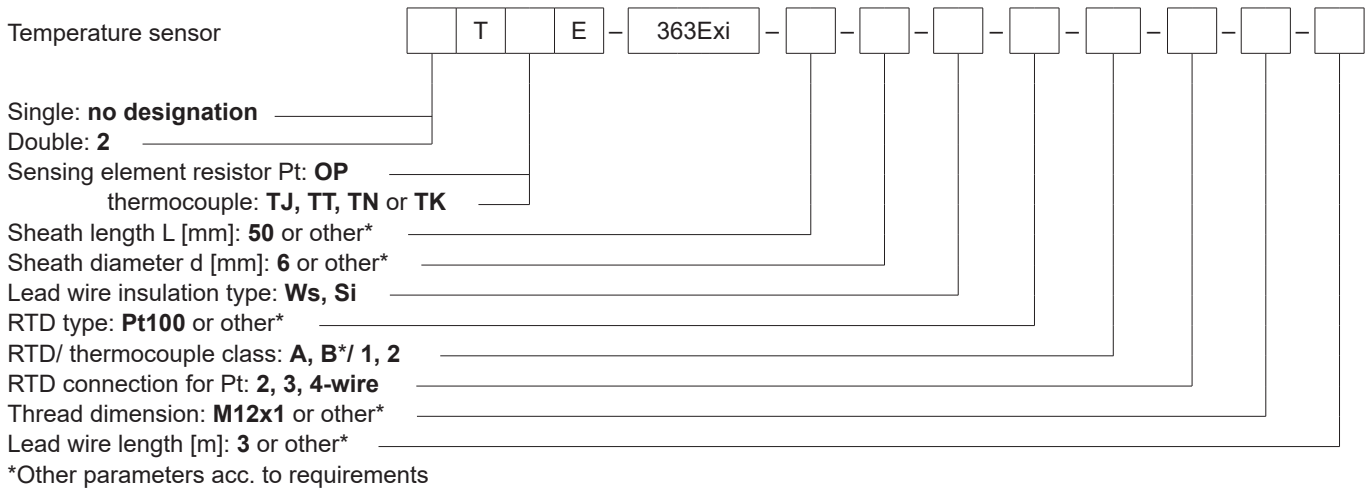 Temperature sensor T E – 363Exi – – – – – – – –
Single: no designation
Double: 2
Sensing element resistor Pt: OP
thermocouple: TJ, TT, TN or TK
Sheath length L [mm]: 50 or other*
Sheath diameter d [mm]: 6 or other*
Lead wire insulation type: Ws, Si
RTD type: Pt100 or other*
RTD/ thermocouple class: A, B*/ 1, 2
RTD connection for Pt: 2, 3, 4-wire
Thread dimension: M12x1 or other*
Lead wire length [m]: 3 or other*
*Other parameters acc. to requirements